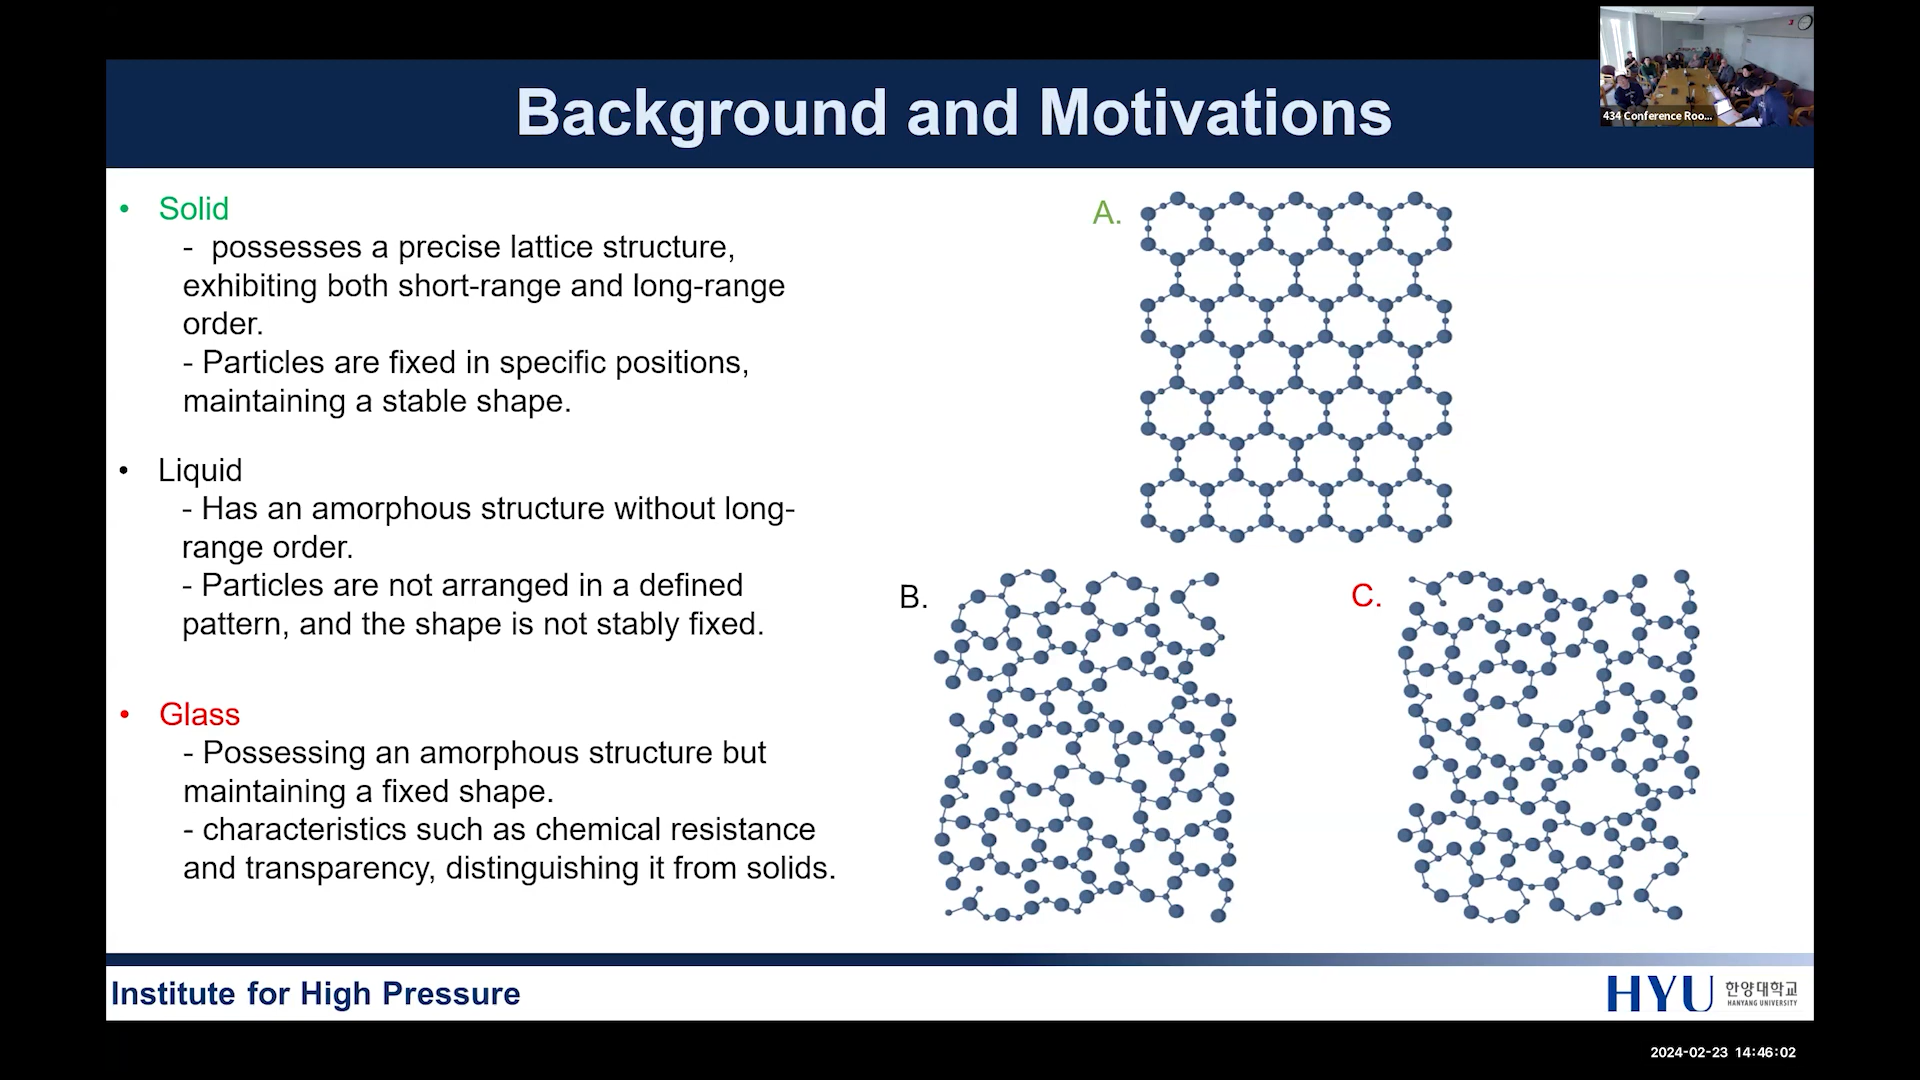 Background and Motivations
434 Conference Roo...
• Solid
-  possesses a precise lattice structure,
exhibiting both short-range and long-range
order.
- Particles are fixed in specific positions,
maintaining a stable shape.
• Liquid
- Has an amorphous structure without long-
range order.
- Particles are not arranged in a defined
pattern, and the shape is not stably fixed.
• Glass
- Possessing an amorphous structure but
maintaining a fixed shape.
- characteristics such as chemical resistance
and transparency, distinguishing it from solids.
A.
B.
C.
Institute for High Pressure
HYU 한양대학교
HANYANG UNIVERSITY
2024-02-23 14:46:02